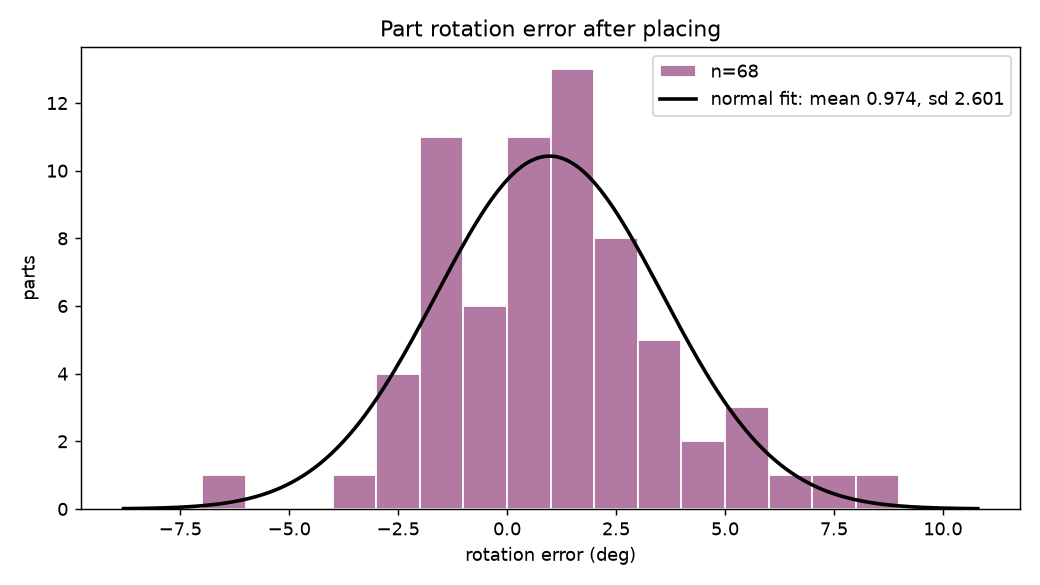 Part rotation error after placing
n=68
normal fit: mean 0.974, sd 2.601
parts
12
10
8
6
4
2
0
−7.5 −5.0 −2.5 0.0 2.5 5.0 7.5 10.0
rotation error (deg)